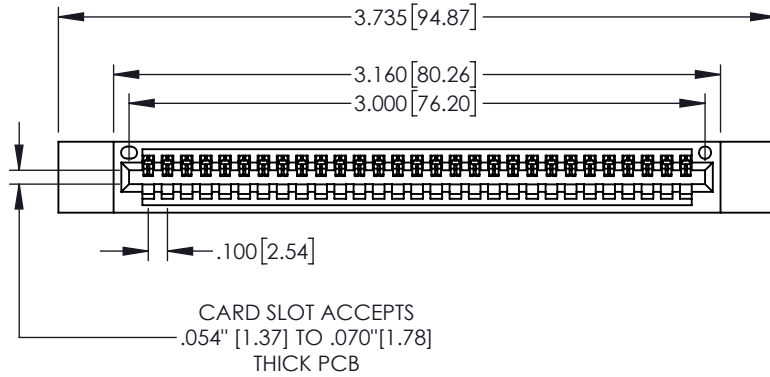 3.735[94.87]
3.160[80.26]
3.000[76.20]
.100[2.54]
CARD SLOT ACCEPTS
.054" [1.37] TO .070"[1.78]
THICK PCB